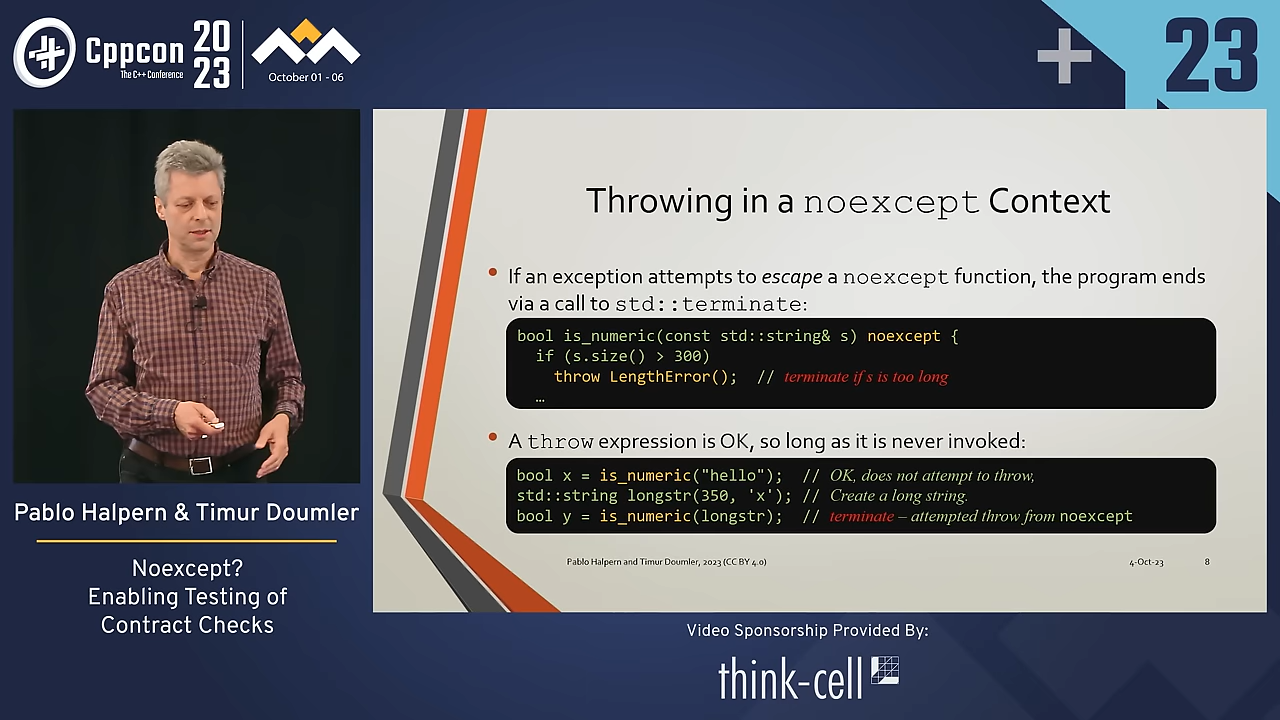 Cppcon
The C++ Conference
20
23
October 01 - 06
23
Throwing in a noexcept Context
• If an exception attempts to escape a noexcept function, the program ends
via a call to std::terminate:
bool is_numeric(const std::string& s) noexcept {
if (s.size() > 300)
throw LengthError(); // terminate if s is too long
…
• A throw expression is OK, so long as it is never invoked:
bool x = is_numeric("hello"); // OK, does not attempt to throw,
std::string longstr(350, 'x'); // Create a long string.
bool y = is_numeric(longstr); // terminate – attempted throw from noexcept
Pablo Halpern and Timur Doumler, 2023 (CC BY 4.0)
4-Oct-23
8
Pablo Halpern & Timur Doumler
Noexcept?
Enabling Testing of
Contract Checks
Video Sponsorship Provided By:
think-cell